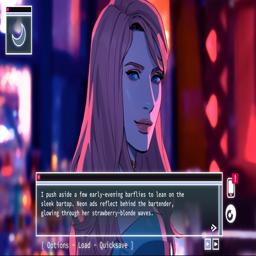 I push aside a few early-evening barflies to lean on the
sleek bartop. Neon ads reflect behind the bartender,
glowing through her strawberry-blonde waves.
[ Options - Load - Quicksave ]